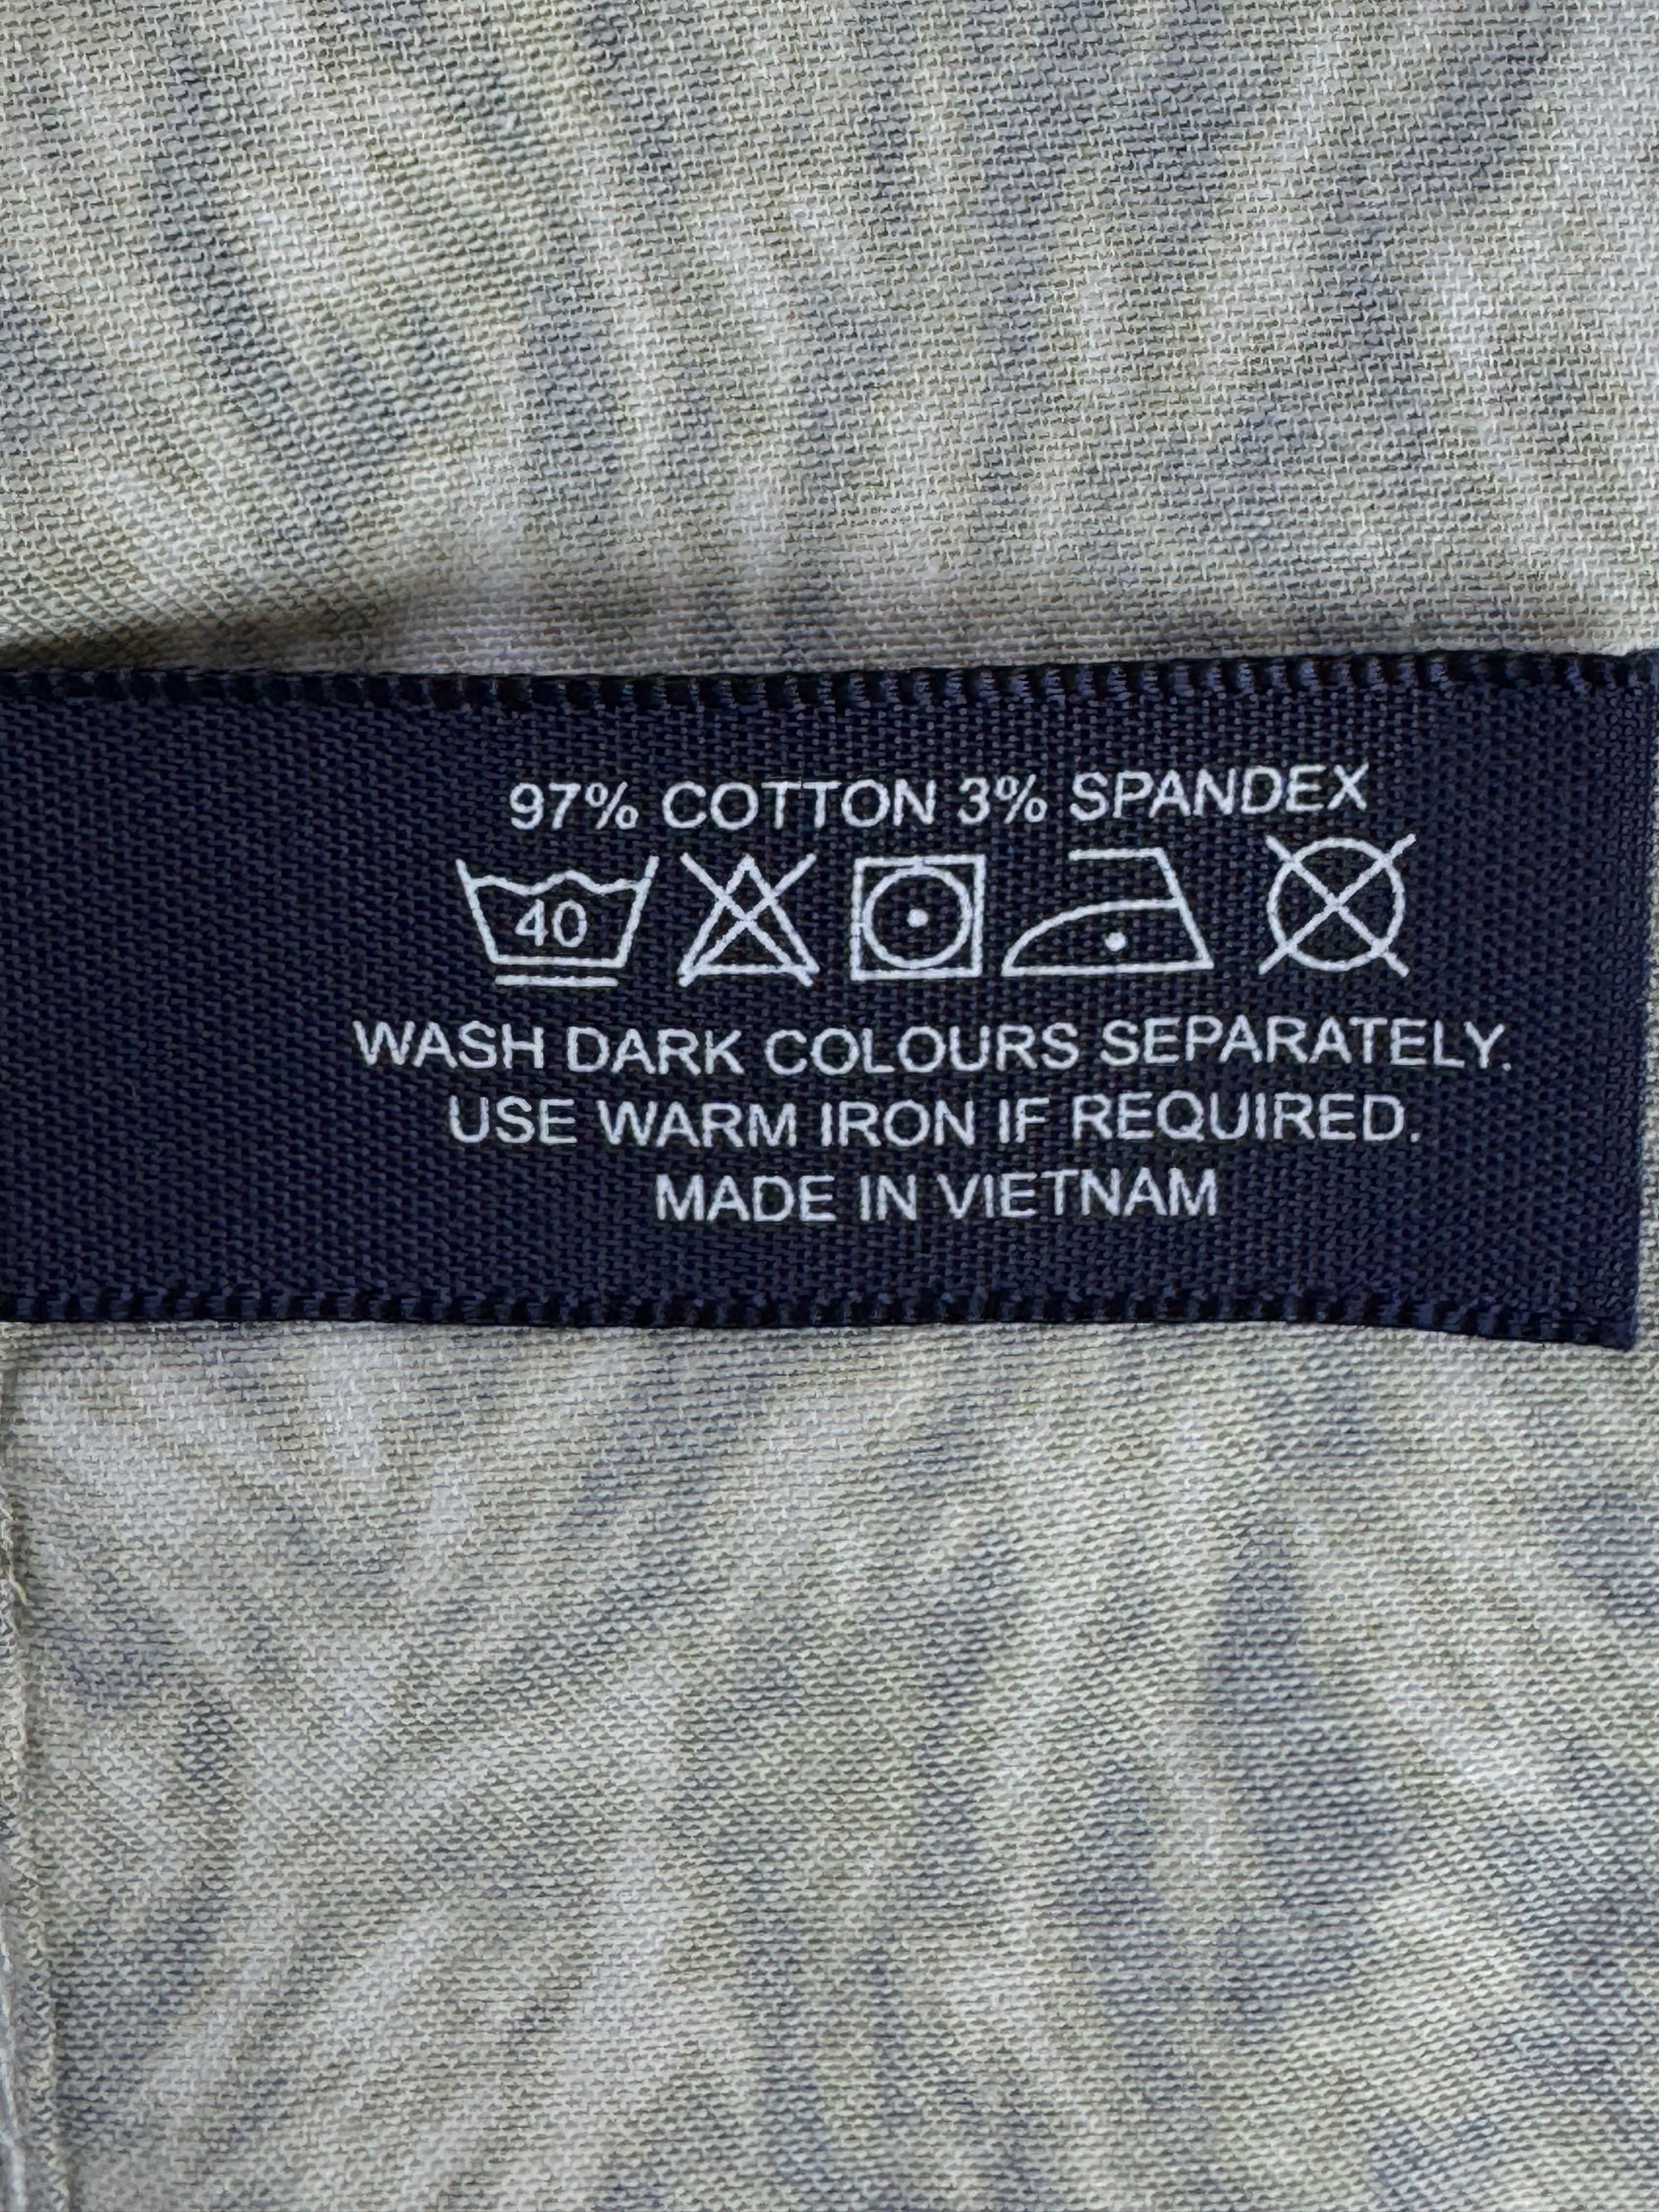 97% COTTON 3% SPANDEX
40
WASH DARK COLOURS SEPARATELY.
USE WARM IRON IF REQUIRED.
MADE IN VIETNAM